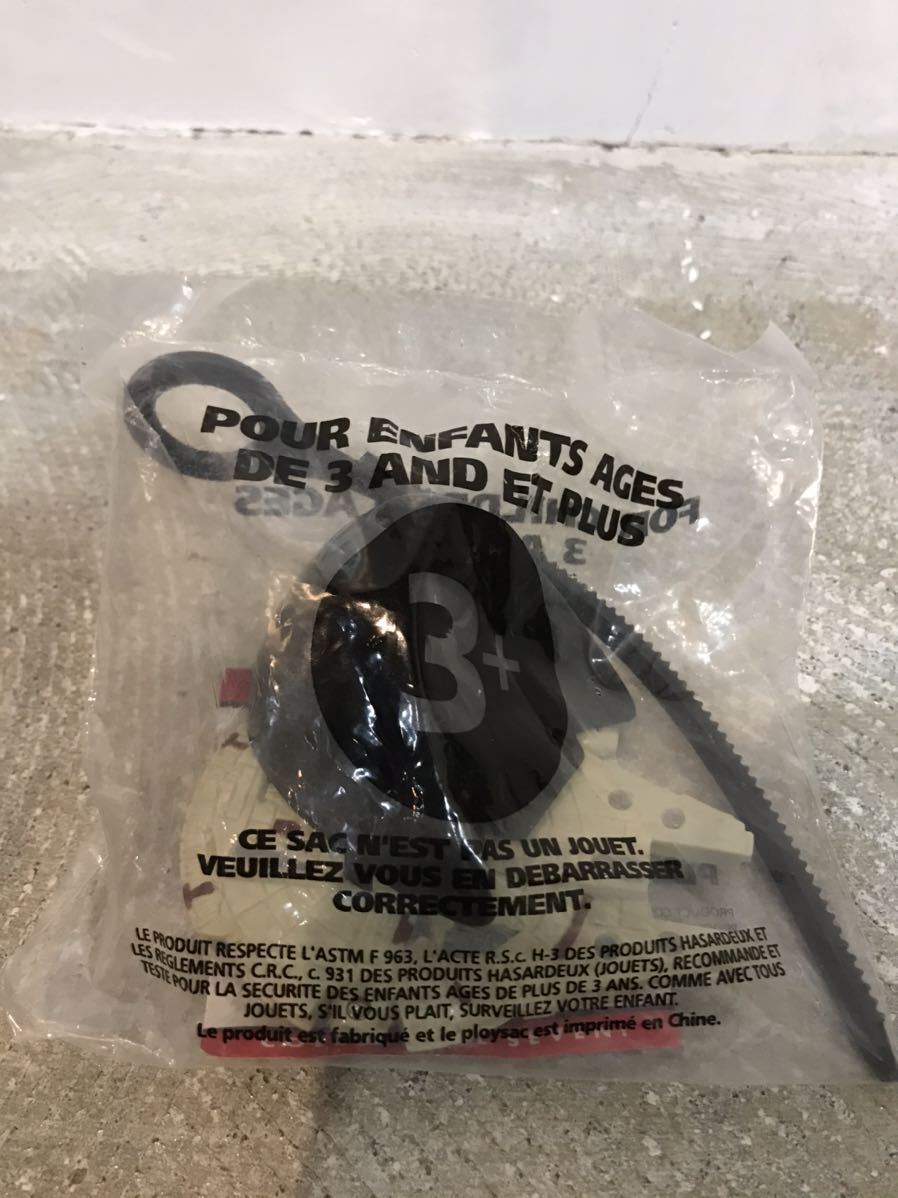 POUR ENFANTS AGES
DE 3 AND ET PLUS
3+
CE SAC N'EST PAS UN JOUET.
VEUILLEZ VOUS EN DEBARRASSER
CORRECTEMENT.
LE PRODUIT RESPECTE L'ASTM F 963, L'ACTE R.S.c. H-3 DES PRODUITS HASARDEUX ET
LES REGLEMENTS C.R.C., c. 931 DES PRODUITS HASARDEUX (JOUETS), RECOMMANDE ET
TESTE POUR LA SECURITE DES ENFANTS AGES DE PLUS DE 3 ANS. COMME AVEC TOUS
JOUETS, S'IL VOUS PLAIT, SURVEILLEZ VOTRE ENFANT.
Le produit est fabriqué et le ploysac est imprimé en Chine.